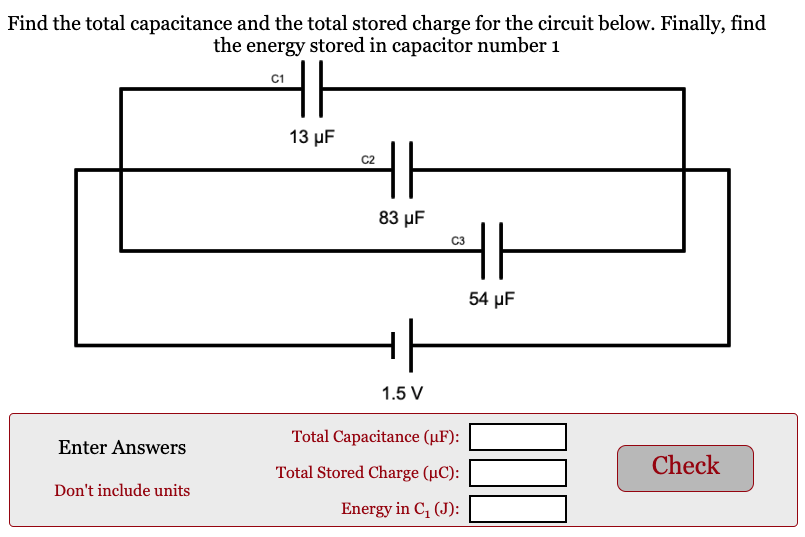 Find the total capacitance and the total stored charge for the circuit below. Finally, find
the energy stored in capacitor number 1
C1
13 µF
C2
83 µF
C3
54 µF
1.5 V
Enter Answers
Don't include units
Total Capacitance (µF):
Total Stored Charge (µC):
Energy in C₁ (J):
Check